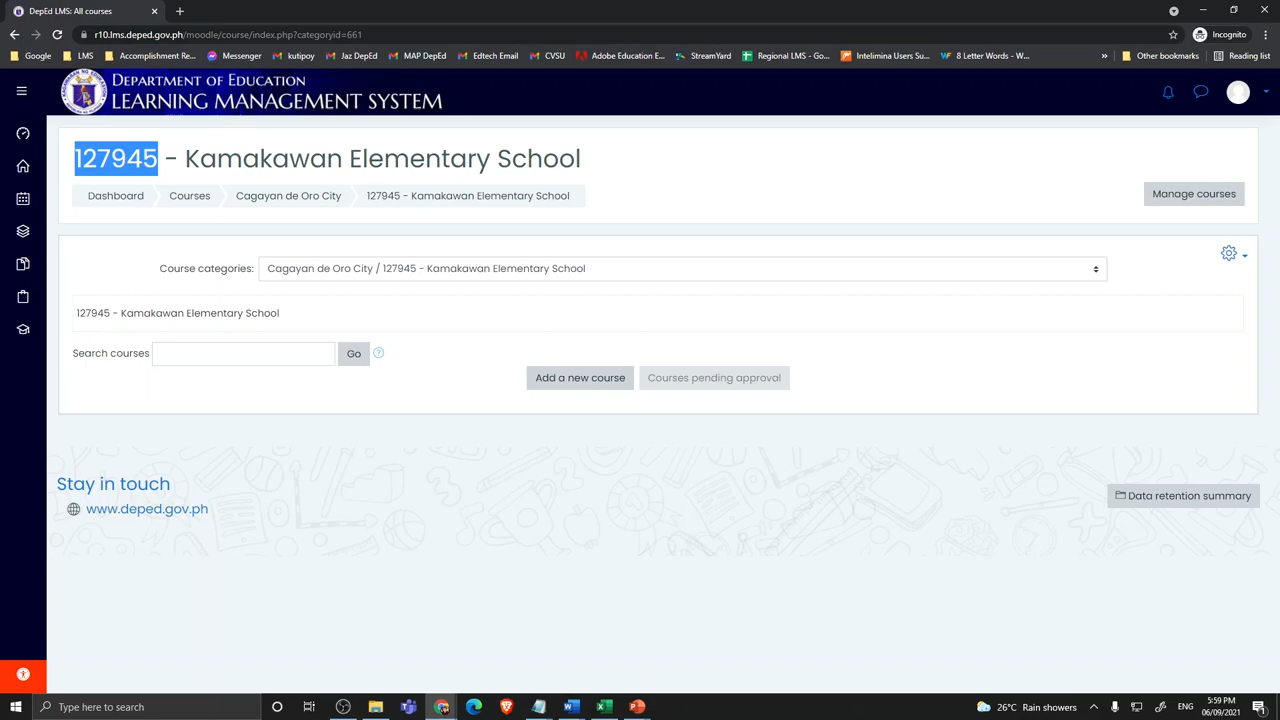 DepEd LMS: All courses
r10.lms.deped.gov.ph/moodle/course/index.php?categoryid=661
Incognito
Google LMS Accomplishment Re... Messenger kutipoy Jaz DepEd MAP DepEd Edtech Email CVSU Adobe Education E... StreamYard Regional LMS - Go... Intelimina Users Su... 8 Letter Words - W... » Other bookmarks Reading list
DEPARTMENT OF EDUCATION
LEARNING MANAGEMENT SYSTEM
127945 - Kamakawan Elementary School
Dashboard Courses Cagayan de Oro City 127945 - Kamakawan Elementary School
Manage courses
Course categories: Cagayan de Oro City / 127945 - Kamakawan Elementary School
127945 - Kamakawan Elementary School
Search courses Go
Add a new course Courses pending approval
Stay in touch
www.deped.gov.ph
Data retention summary
Type here to search
26°C Rain showers ENG 5:59 PM
06/09/2021